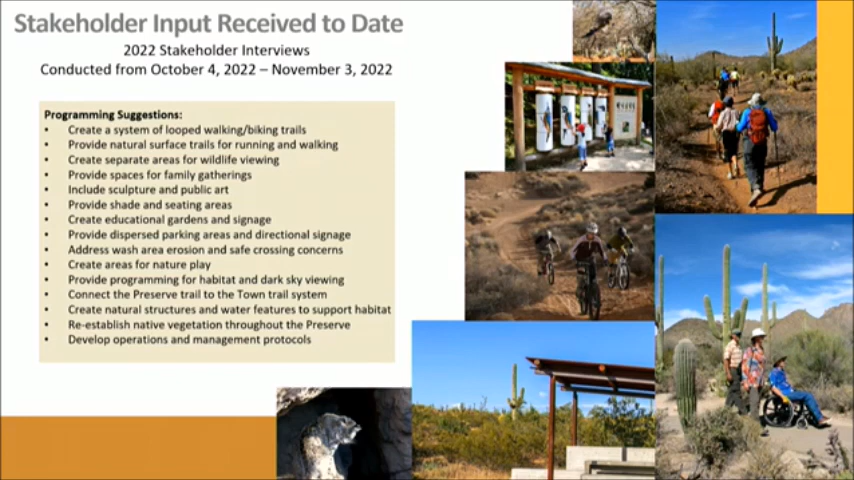 Stakeholder Input Received to Date
2022 Stakeholder Interviews
Conducted from October 4, 2022 – November 3, 2022
Programming Suggestions:
• Create a system of looped walking/biking trails
• Provide natural surface trails for running and walking
• Create separate areas for wildlife viewing
• Provide spaces for family gatherings
• Include sculpture and public art
• Provide shade and seating areas
• Create educational gardens and signage
• Provide dispersed parking areas and directional signage
• Address wash area erosion and safe crossing concerns
• Create areas for nature play
• Provide programming for habitat and dark sky viewing
• Connect the Preserve trail to the Town trail system
• Create natural structures and water features to support habitat
• Re-establish native vegetation throughout the Preserve
• Develop operations and management protocols